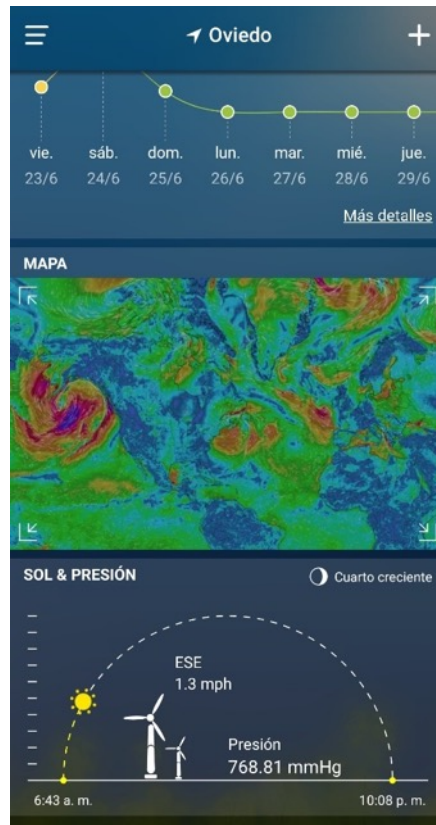 Oviedo
vie. sáb. dom. lun. mar. mié. jue.
23/6 24/6 25/6 26/6 27/6 28/6 29/6
Más detalles
MAPA
SOL & PRESIÓN
Cuarto creciente
ESE
1.3 mph
Presión
768.81 mmHg
6:43 a. m. 10:08 p. m.